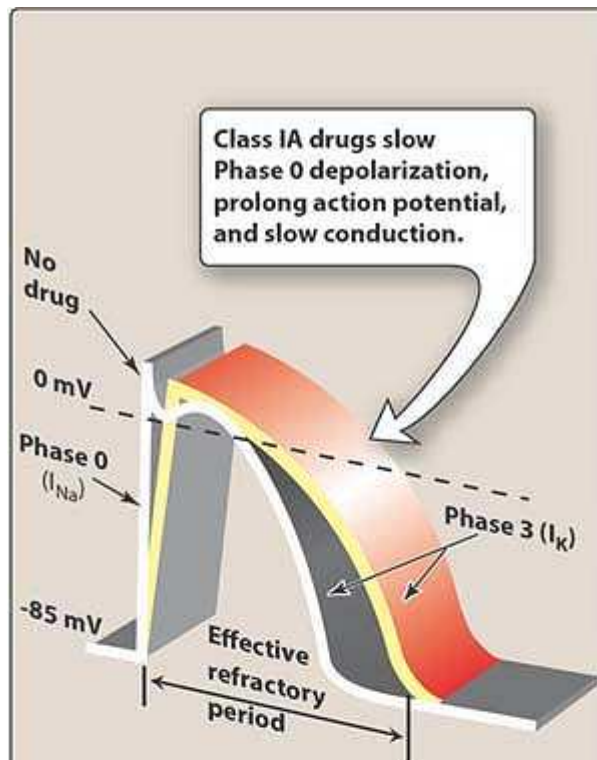 Class IA drugs slow
Phase 0 depolarization,
prolong action potential,
and slow conduction.
No
drug
0 mV
Phase 0
(INa)
Phase 3 (IK)
-85 mV
Effective
refractory
period